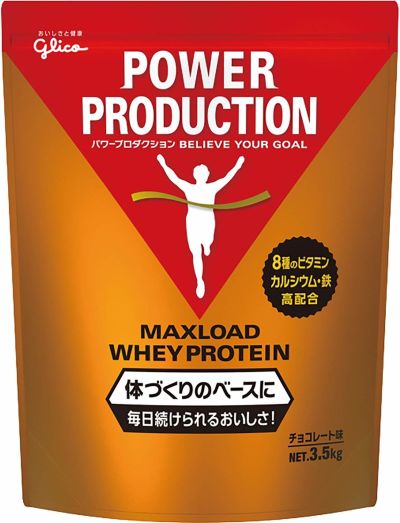 おいしさと健康
Glico
POWER
PRODUCTION
パワープロダクション BELIEVE YOUR GOAL
8種のビタミン
カルシウム・鉄
高配合
MAXLOAD
WHEY PROTEIN
体づくりのベースに
毎日続けられるおいしさ!
チョコレート味
NET.3.5kg